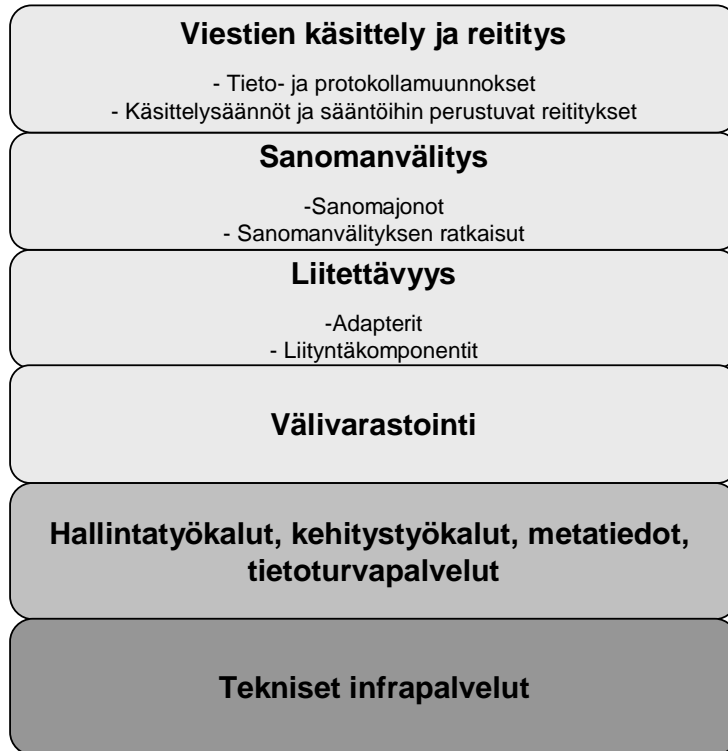 Viestien käsittely ja reititys
- Tieto- ja protokollamuunnokset
- Käsittelysäännöt ja sääntöihin perustuvat reititykset
Sanomanvälitys
-Sanomajonot
- Sanomanvälityksen ratkaisut
Liitettävyys
-Adapterit
- Liityntäkomponentit
Välivarastointi
Hallintatyökalut, kehitystyökalut, metatiedot,
tietoturvapalvelut
Tekniset infrapalvelut